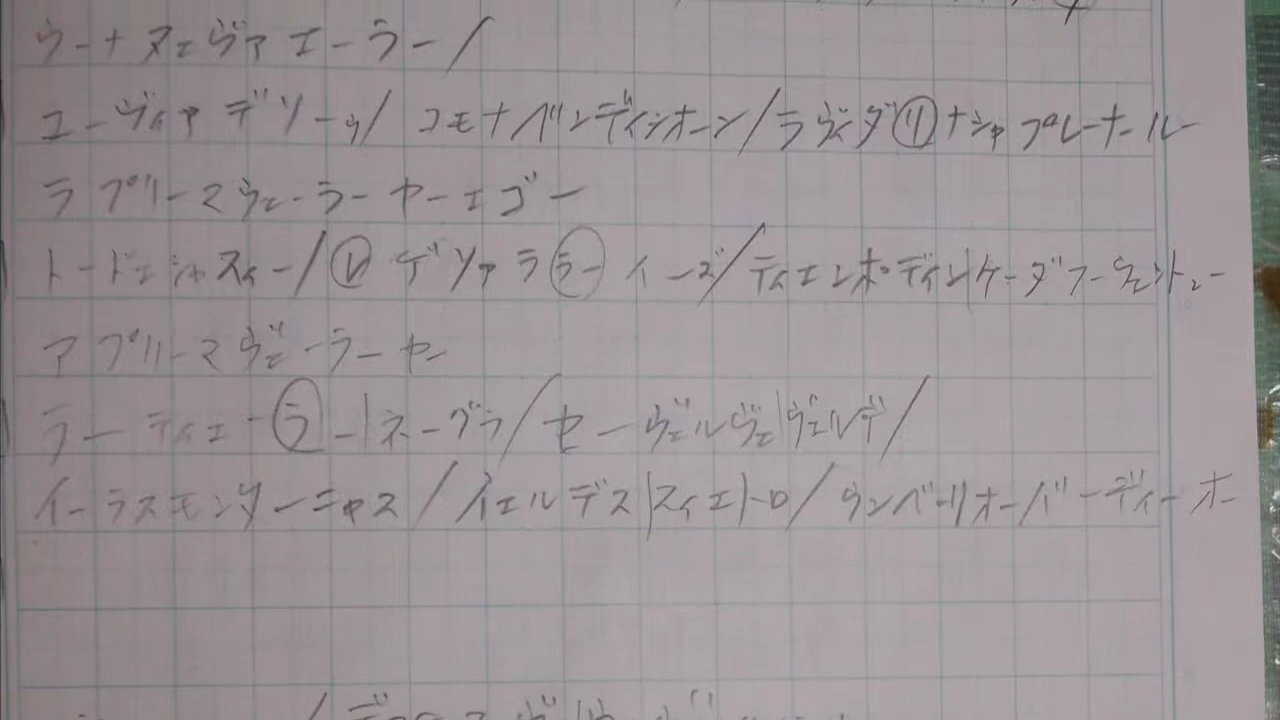 ウーナヌエヴァエーラー/
ユーヴィアデソーゥ/コモナベンディシオーン/ラヴィダリナシャプルーナール
ラプリーマヴェーラーヤーエゴー
トードエシャスィー/レデソァララーイーズ/ティエンポディン|ケーダフーウェントゥー
アプリーマヴェーラーヤー
ラーティエーラー|ネーグラ/セーヴェルヴェ|ヴェルデ/
イーラスモンターニャス/イエルデス|スィエ|トーロ/ウンベーリオーバーディーオー